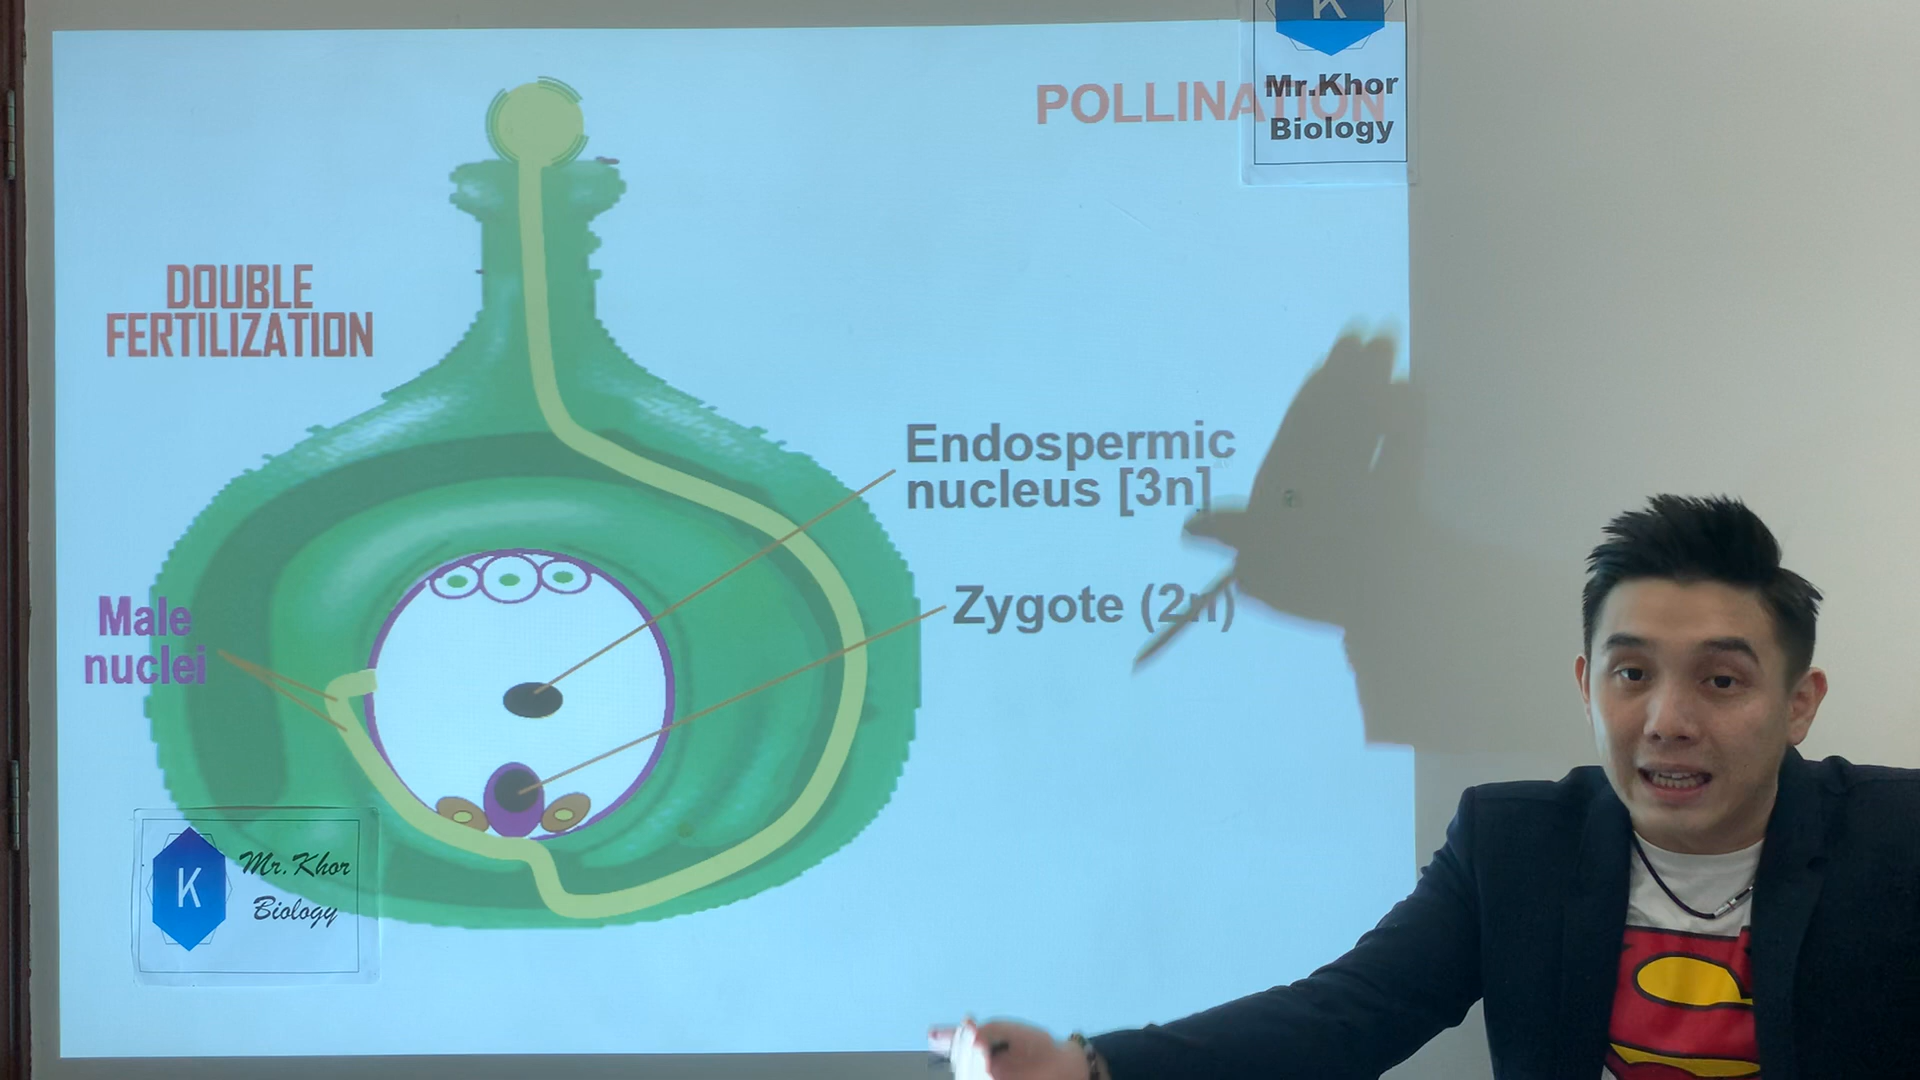 K
Mr.Khor
Biology
POLLINATION
DOUBLE
FERTILIZATION
Endospermic
nucleus [3n]
Zygote (2n)
Male
nuclei
K
Mr.Khor
Biology